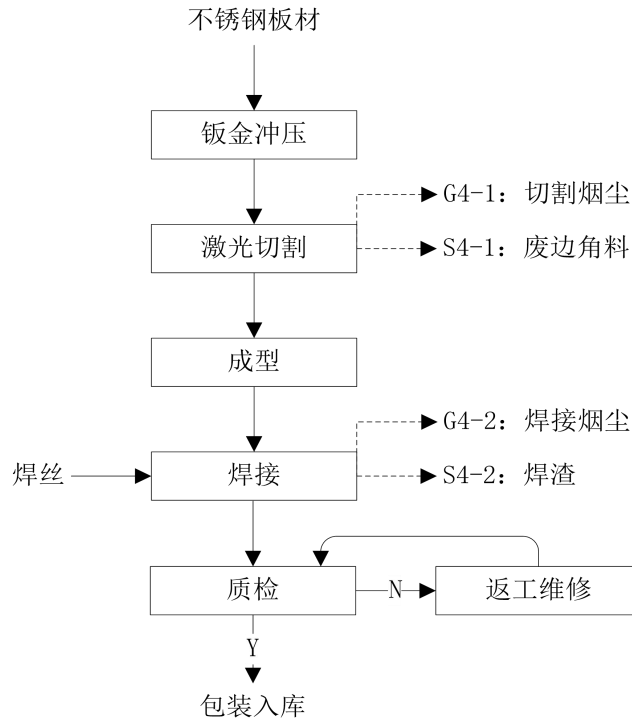 不锈钢板材
钣金冲压
G4-1：切割烟尘
激光切割
S4-1：废边角料
成型
G4-2：焊接烟尘
焊丝
焊接
S4-2：焊渣
质检
N
返工维修
Y
包装入库